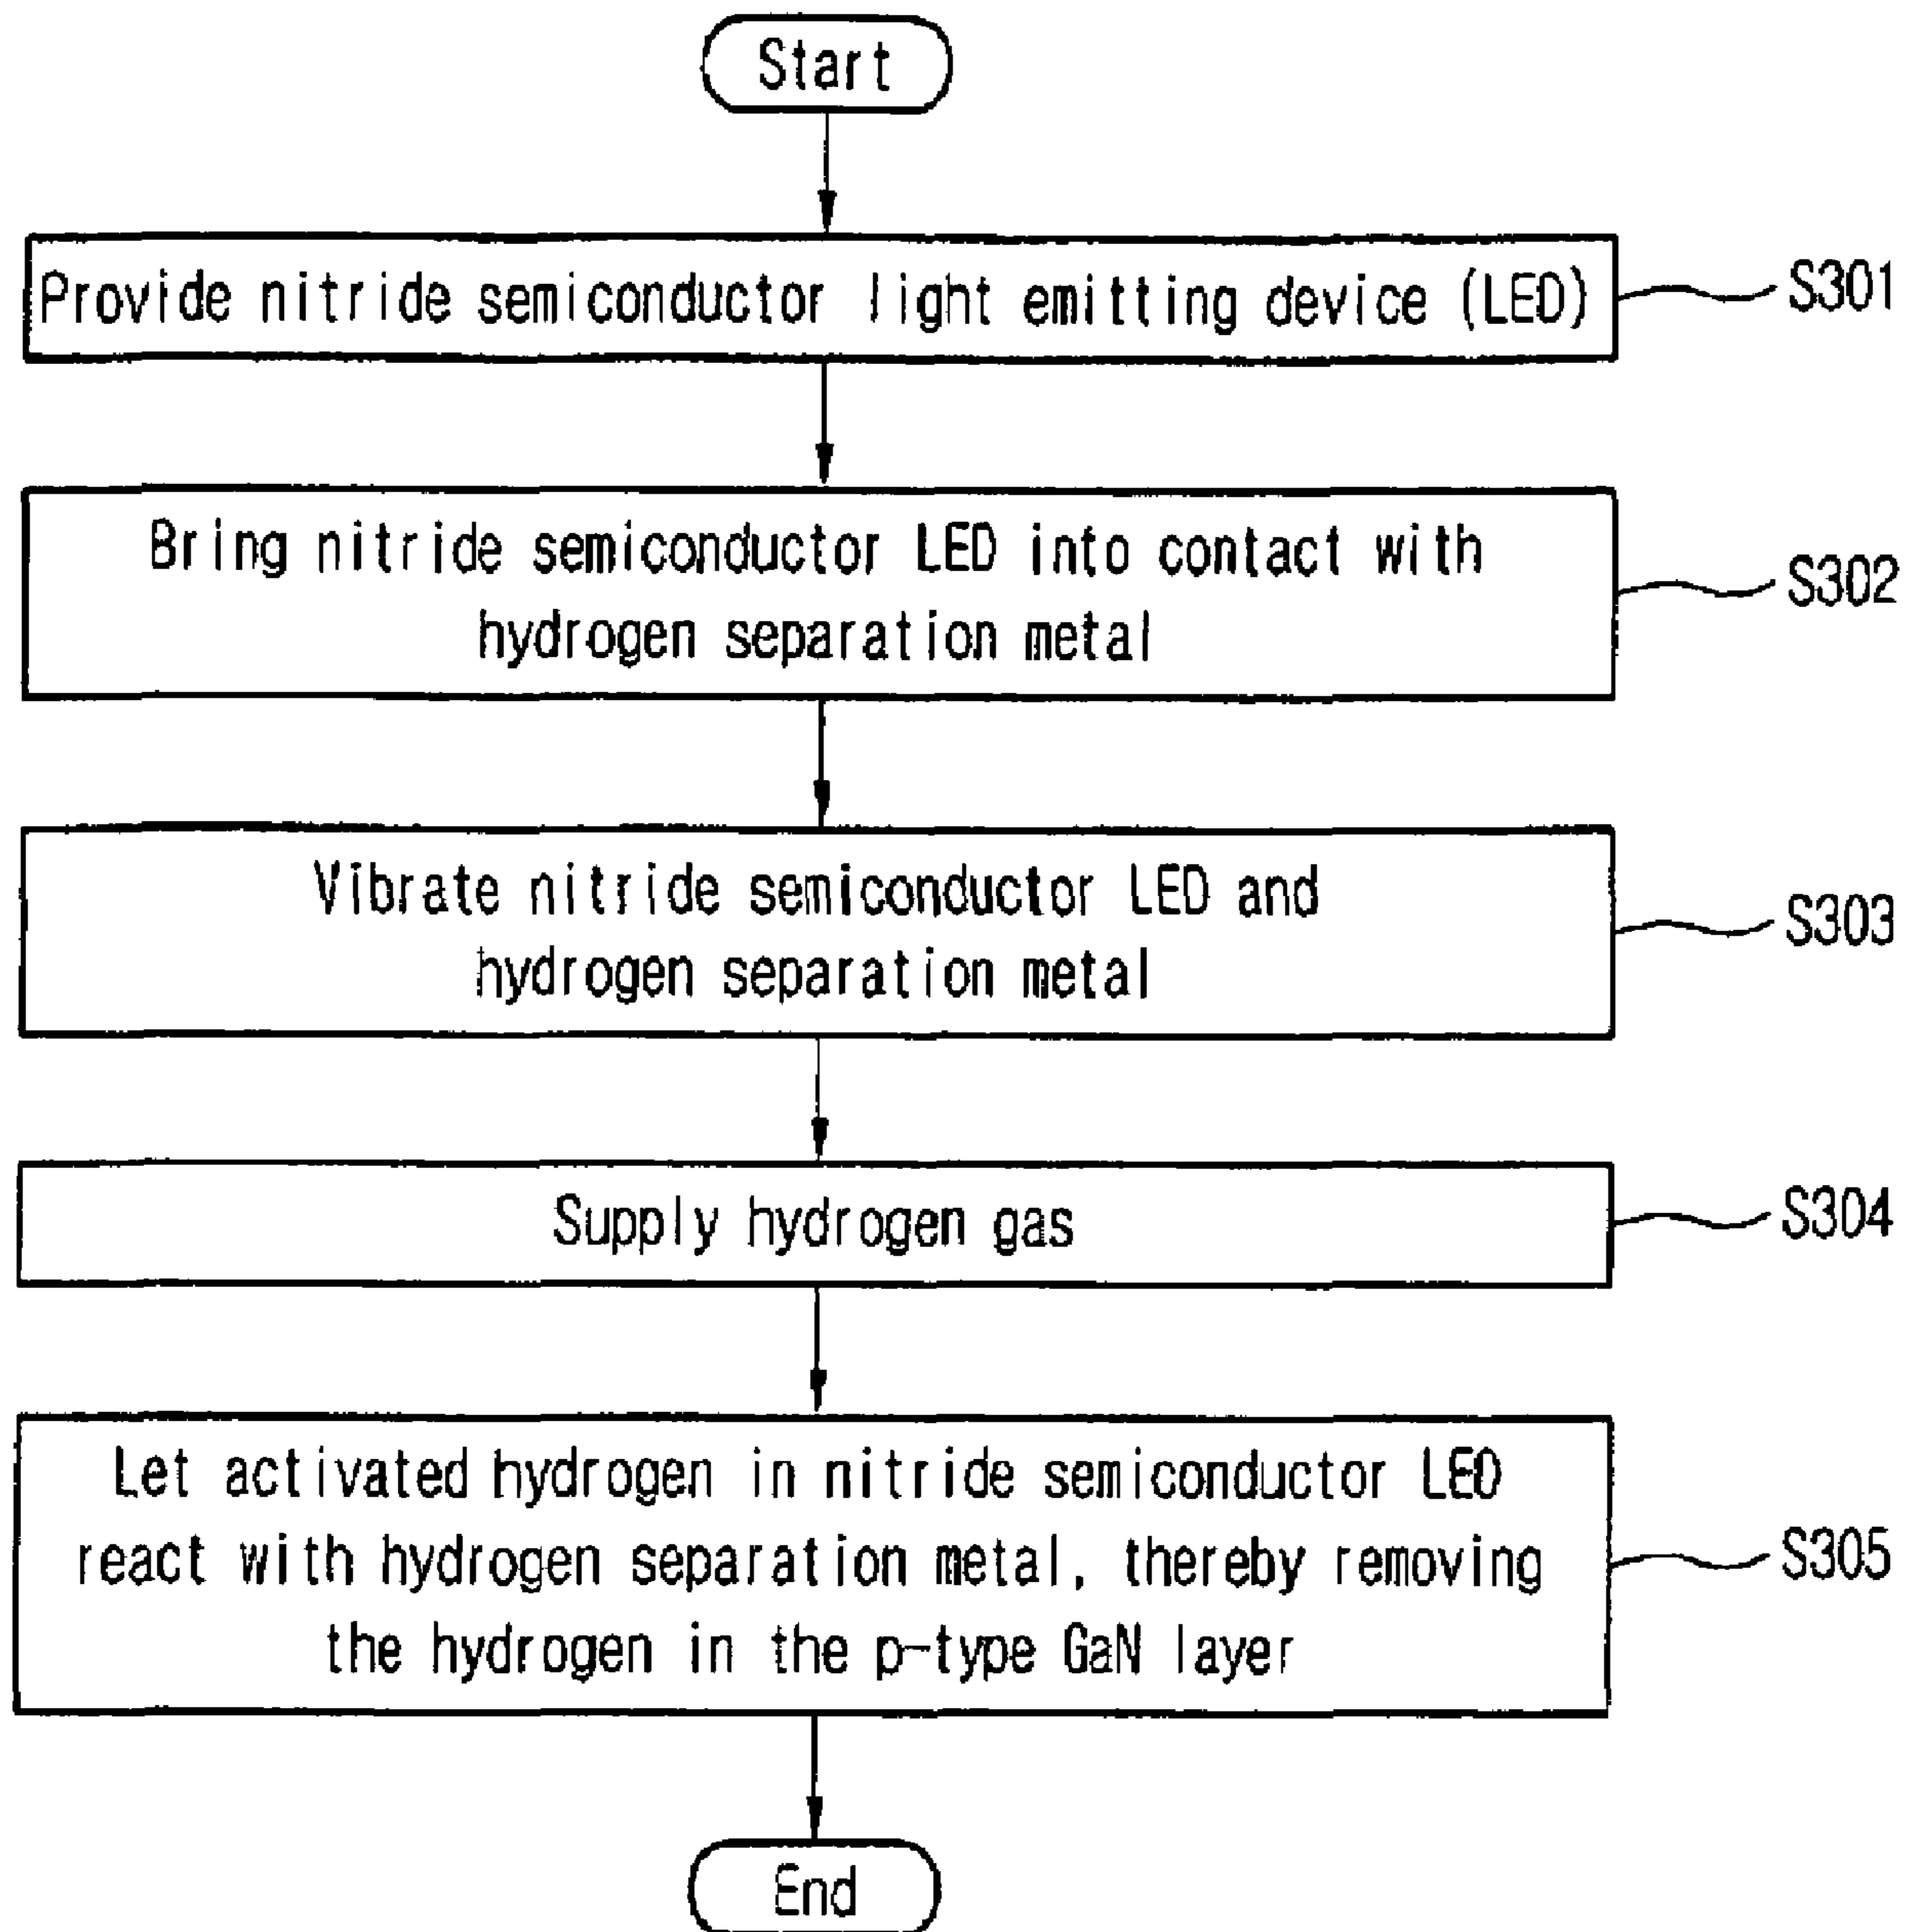 Start
Provide nitride semiconductor light emitting device (LED)
S301
Bring nitride semiconductor LED into contact with
hydrogen separation metal
S302
Vibrate nitride semiconductor LED and
hydrogen separation metal
S303
Supply hydrogen gas
S304
Let activated hydrogen in nitride semiconductor LED
react with hydrogen separation metal, thereby removing
the hydrogen in the p-type GaN layer
S305
End